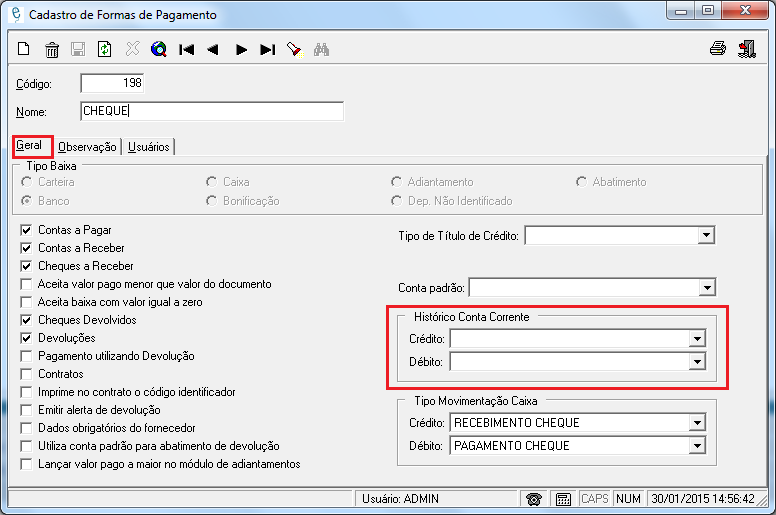 Cadastro de Formas de Pagamento
Código: 198
Nome: CHEQUE
Geral Observação Usuários
Tipo Baixa
Carteira Caixa Adiantamento Abatimento
Banco Bonificação Dep. Não Identificado
Contas a Pagar
Contas a Receber
Cheques a Receber
Aceita valor pago menor que valor do documento
Aceita baixa com valor igual a zero
Cheques Devolvidos
Devoluções
Pagamento utilizando Devolução
Contratos
Imprime no contrato o código identificador
Emitir alerta de devolução
Dados obrigatórios do fornecedor
Utiliza conta padrão para abatimento de devolução
Lançar valor pago a maior no módulo de adiantamentos
Tipo de Título de Crédito:
Conta padrão:
Histórico Conta Corrente
Crédito:
Débito:
Tipo Movimentação Caixa
Crédito: RECEBIMENTO CHEQUE
Débito: PAGAMENTO CHEQUE
Usuário: ADMIN CAPS NUM 30/01/2015 14:56:42